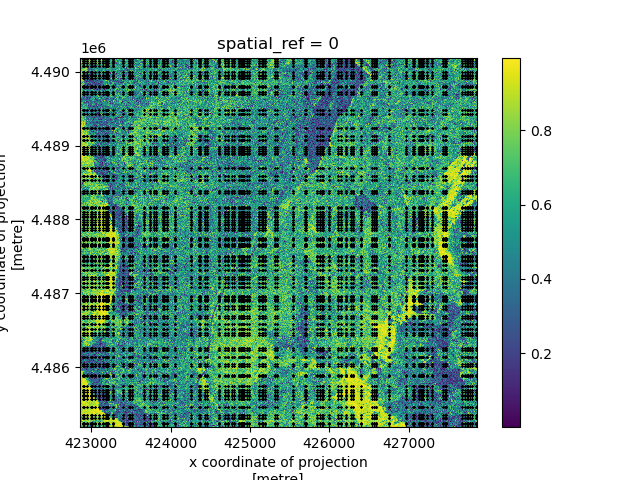 spatial_ref = 0
1e6
4.490
4.489
4.488
4.487
4.486
y coordinate of projection
[metre]
423000 424000 425000 426000 427000
x coordinate of projection
[metre]
0.8
0.6
0.4
0.2